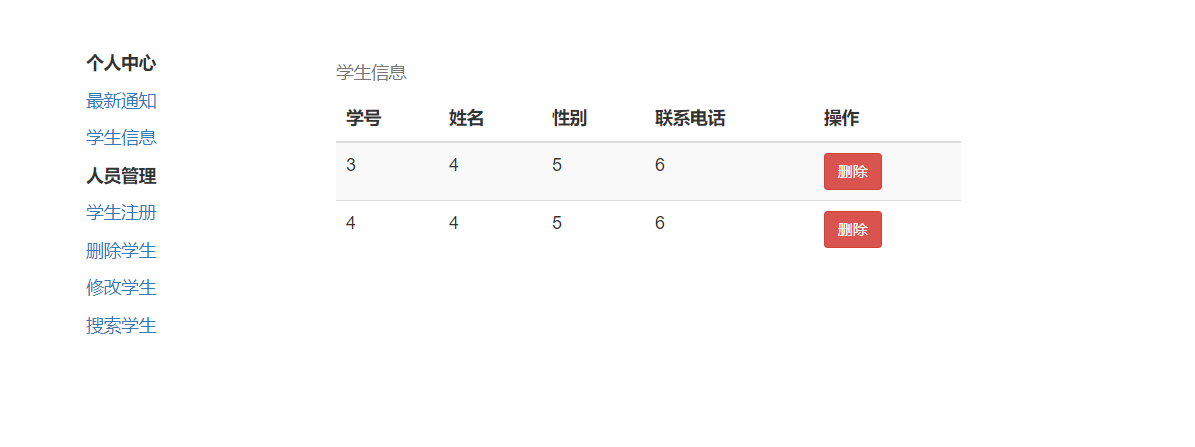 个人中心
最新通知
学生信息
人员管理
学生注册
删除学生
修改学生
搜索学生
学生信息
学号 姓名 性别 联系电话 操作
3 4 5 6 删除
4 4 5 6 删除